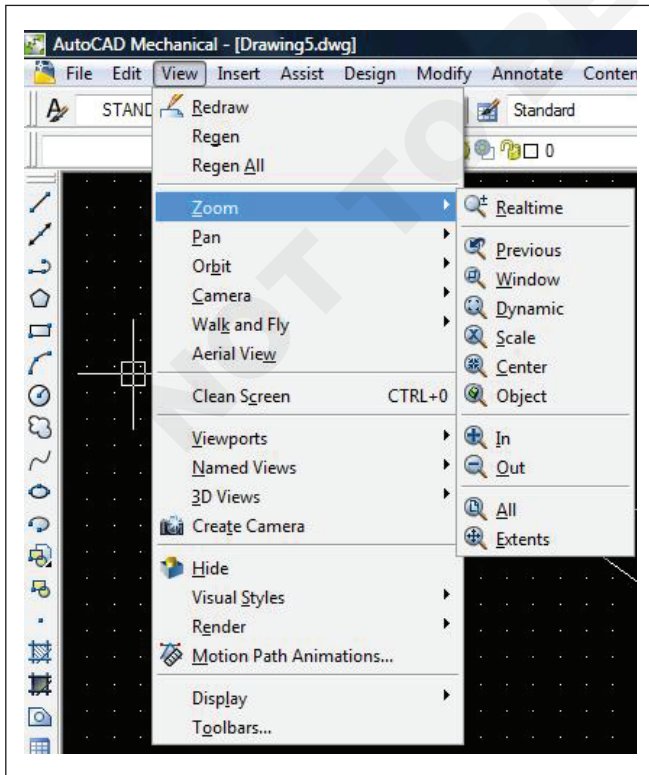 AutoCAD Mechanical - [Drawing5.dwg]
File Edit View Insert Assist Design Modify Annotate
STAND
Standard
0
Redraw
Regen
Regen All
Zoom
Pan
Orbit
Camera
Walk and Fly
Aerial View
Clean Screen CTRL+0
Viewports
Named Views
3D Views
Create Camera
Hide
Visual Styles
Render
Motion Path Animations...
Display
Toolbars...
Realtime
Previous
Window
Dynamic
Scale
Center
Object
In
Out
All
Extents
NOT TO BE